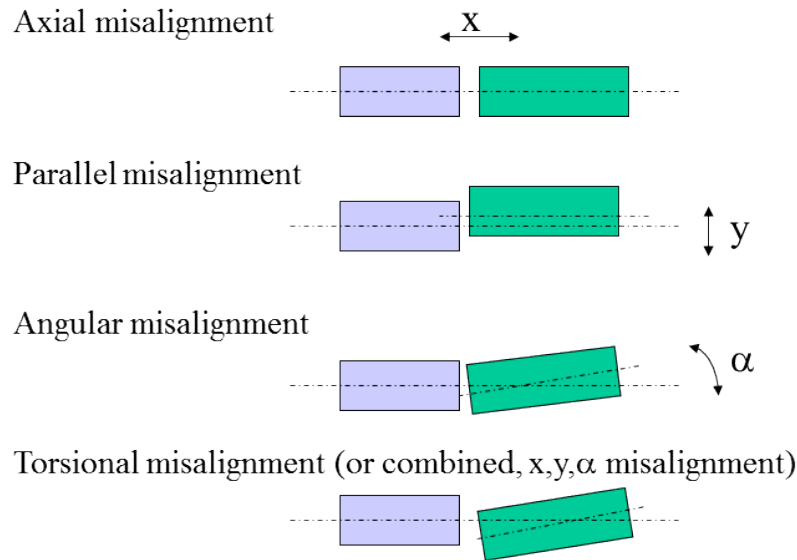 Axial misalignment
x
Parallel misalignment
y
Angular misalignment
α
Torsional misalignment (or combined, x,y,α misalignment)